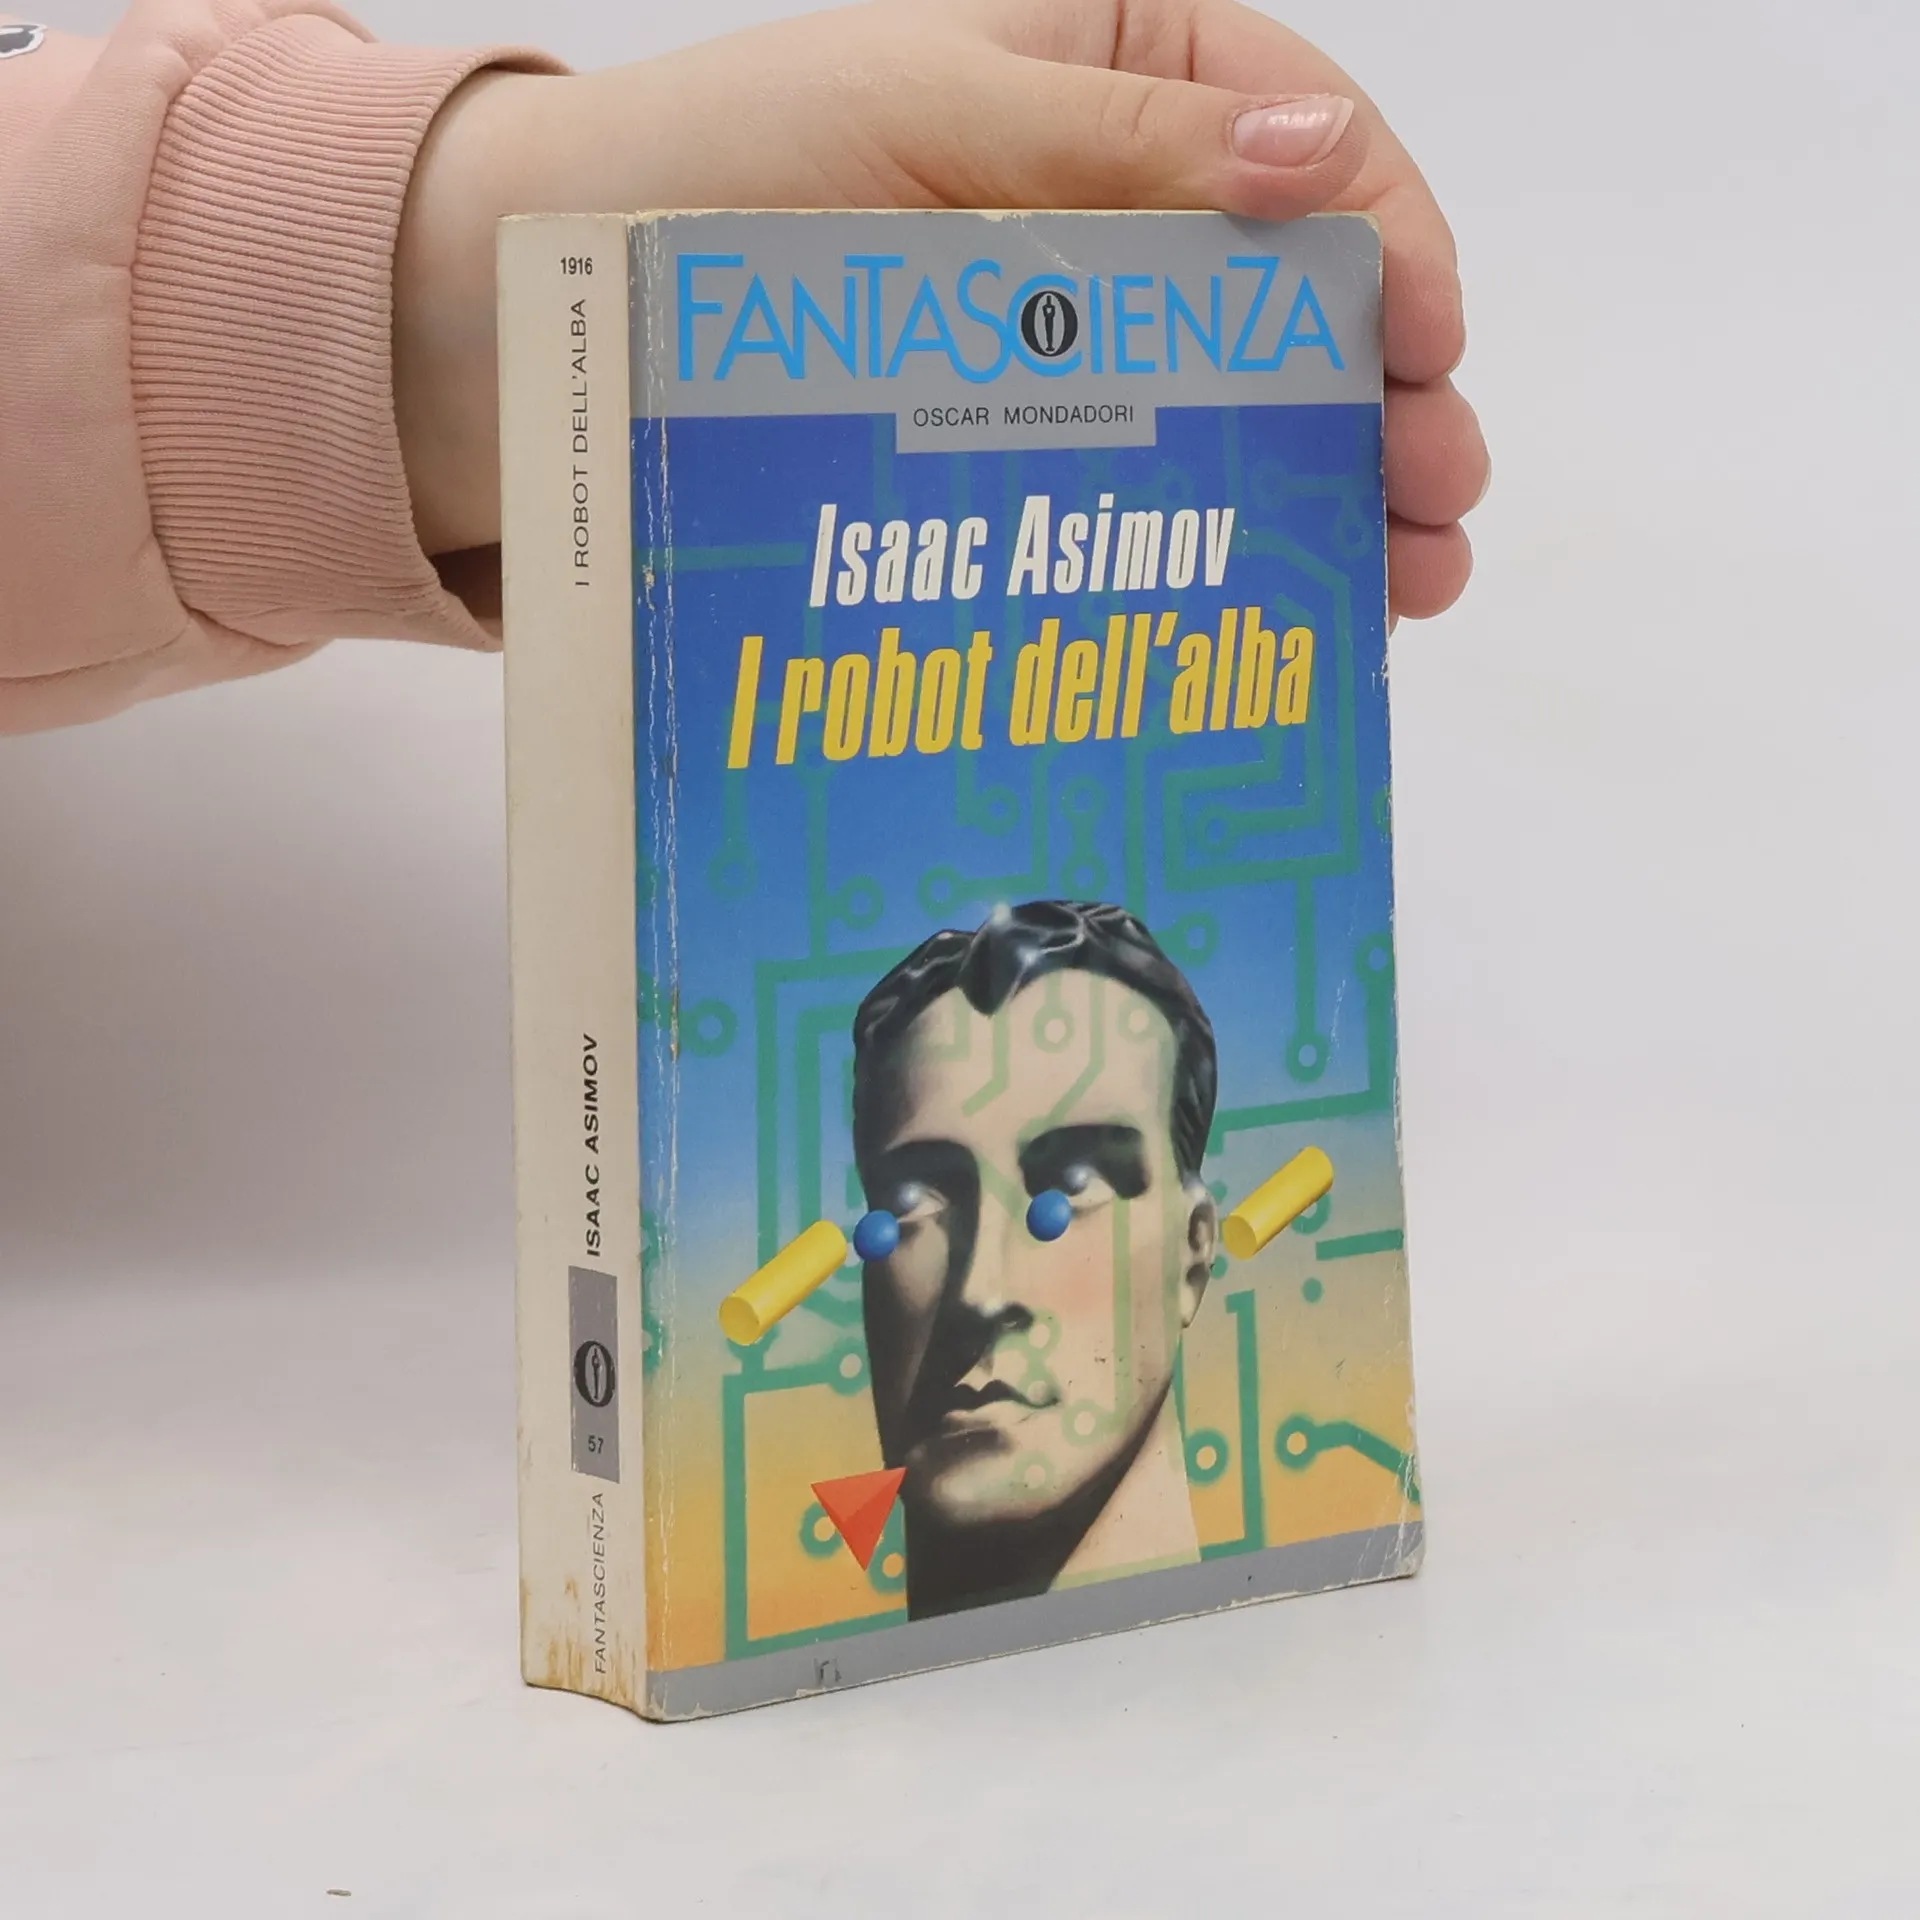 1916
I ROBOT DELL'ALBA
ISAAC ASIMOV
57
FANTASCIENZA
FANTASCIENZA
OSCAR MONDADORI
Isaac Asimov
I robot dell'alba